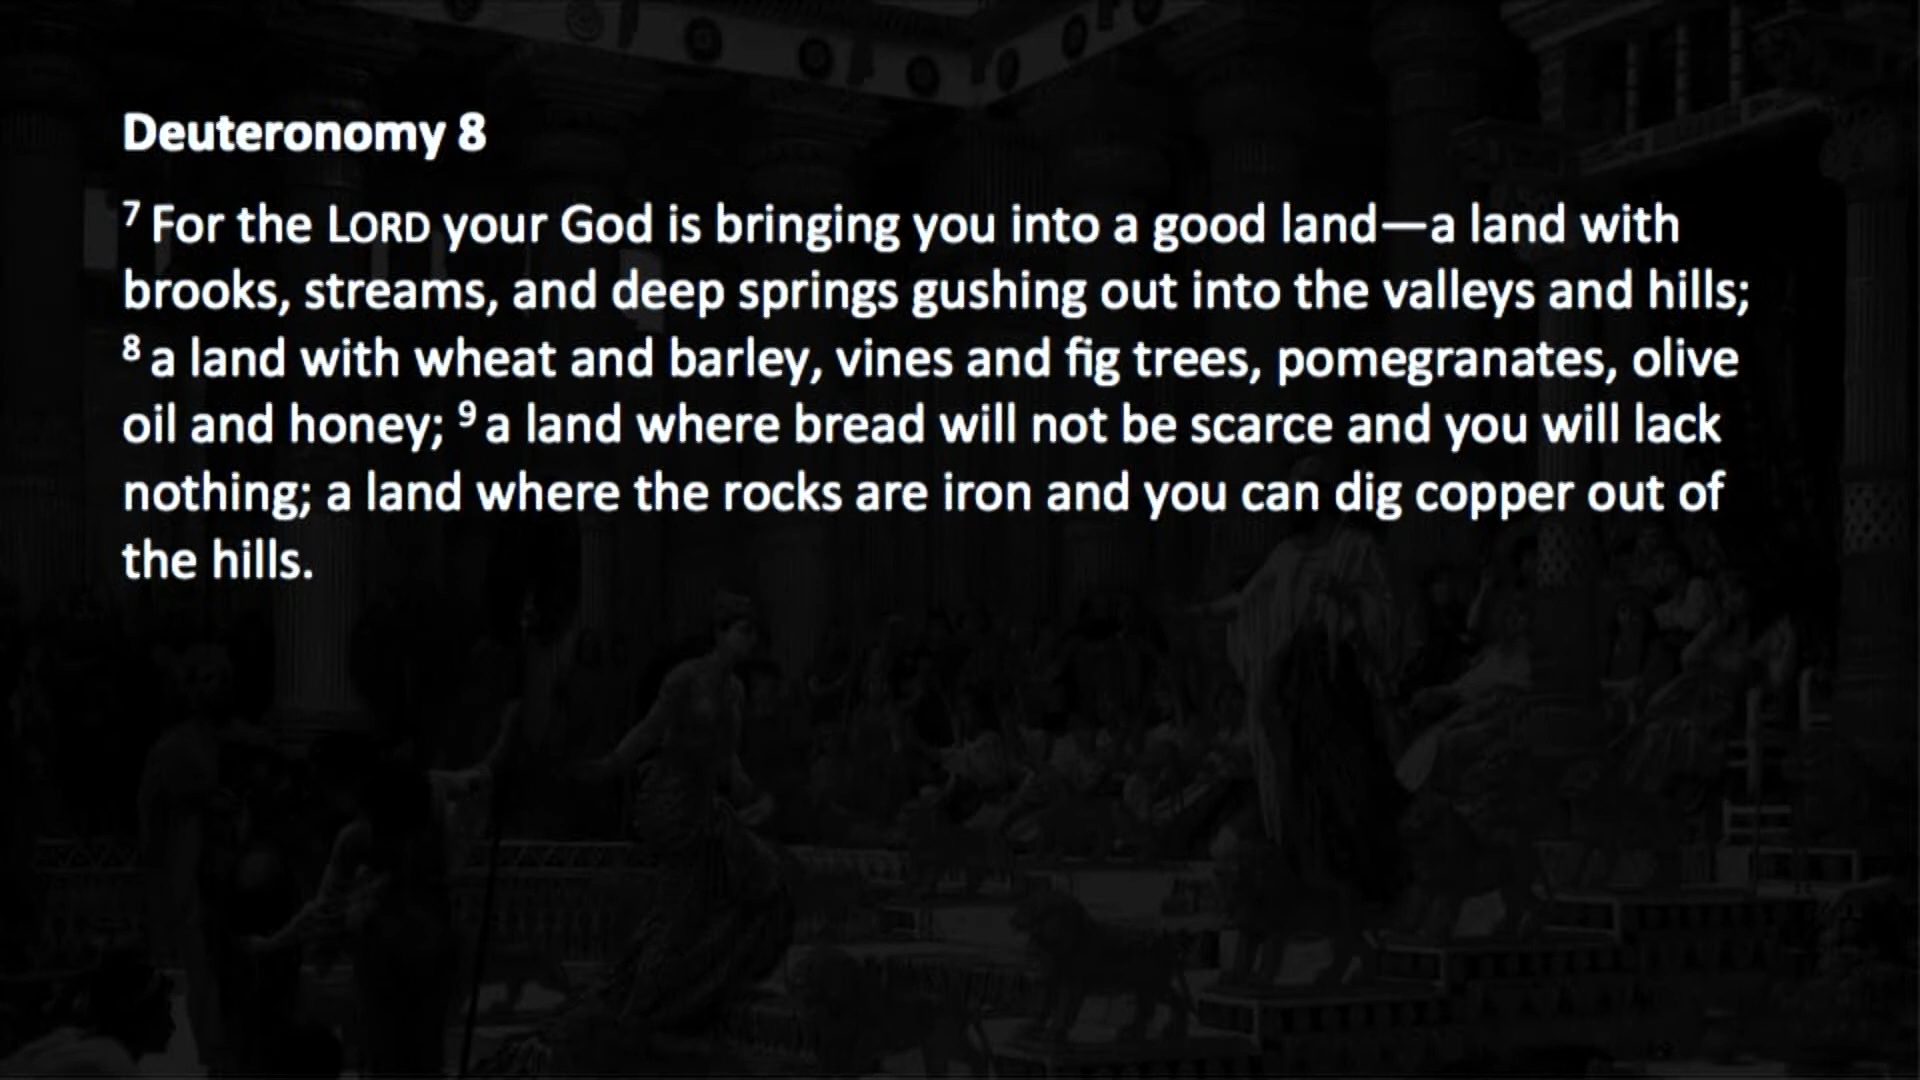 Deuteronomy 8
⁷ For the LORD your God is bringing you into a good land—a land with
brooks, streams, and deep springs gushing out into the valleys and hills;
⁸ a land with wheat and barley, vines and fig trees, pomegranates, olive
oil and honey; ⁹ a land where bread will not be scarce and you will lack
nothing; a land where the rocks are iron and you can dig copper out of
the hills.